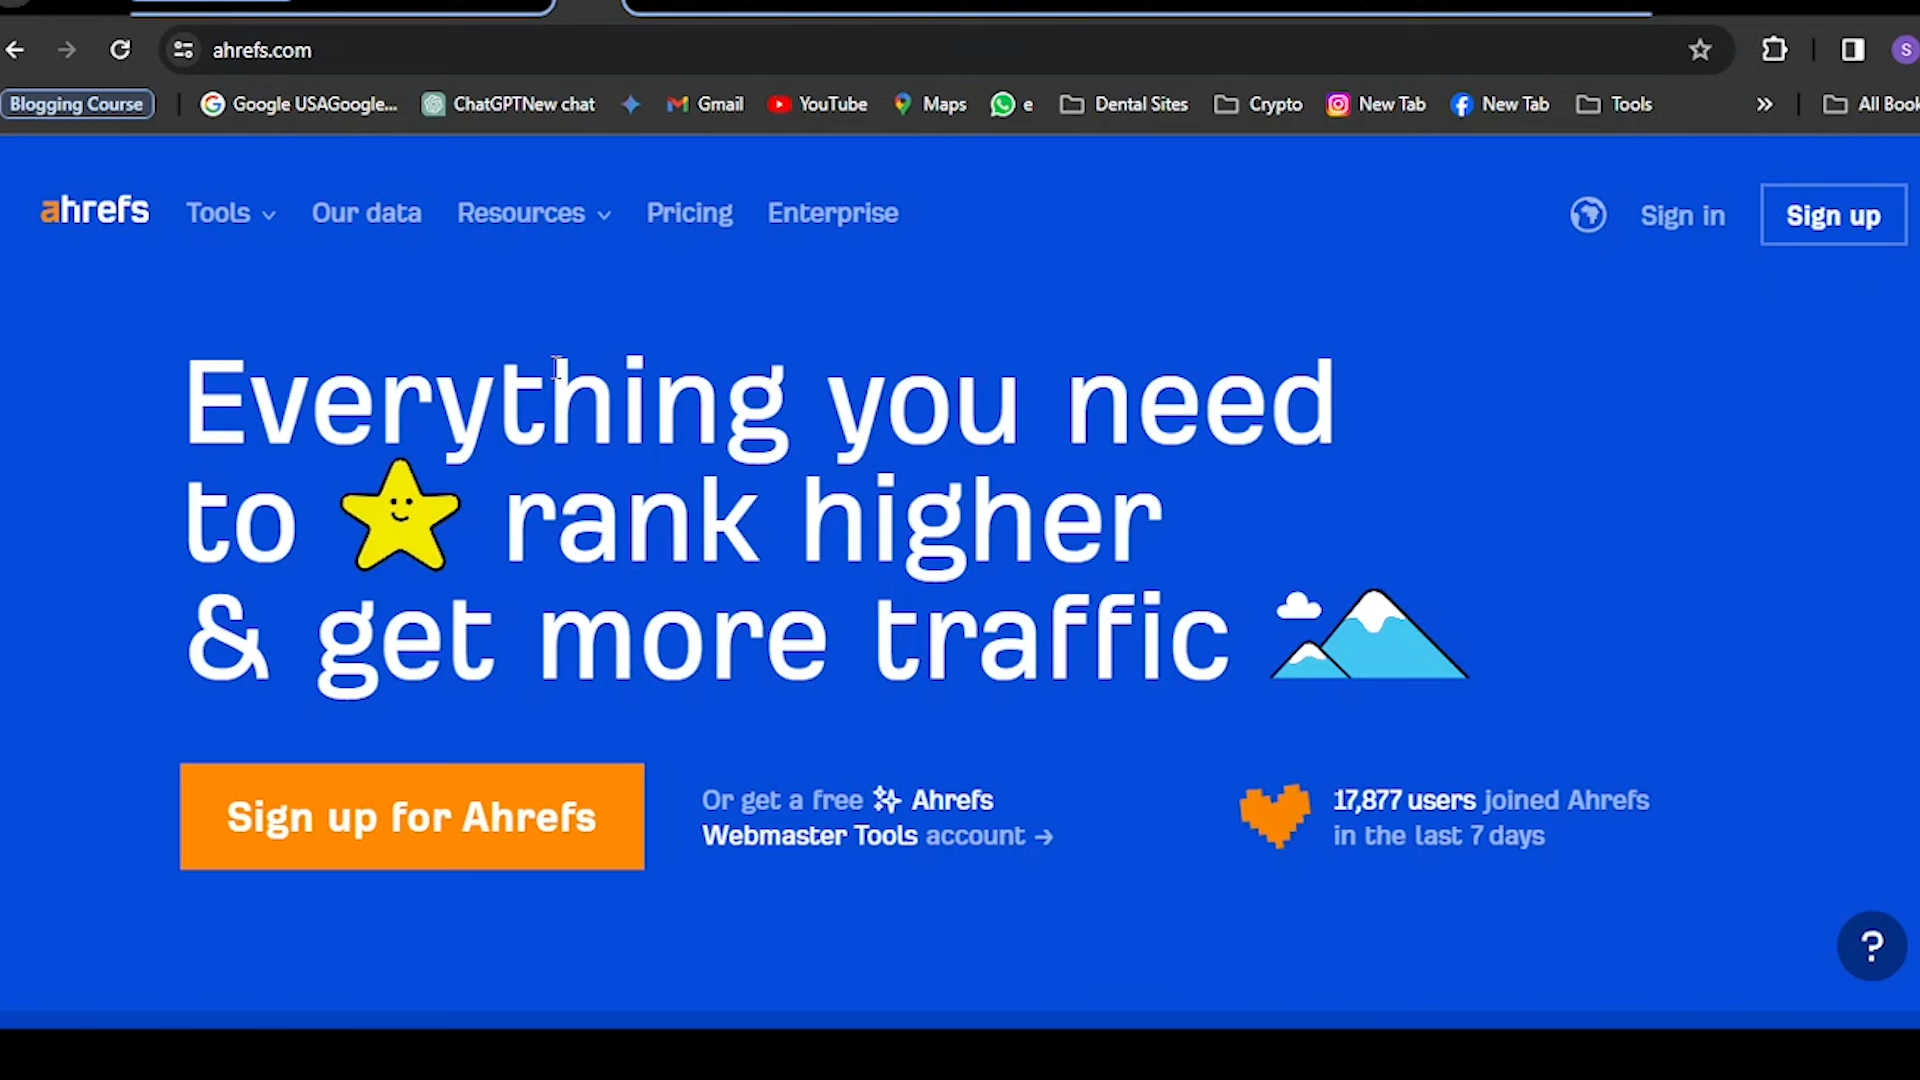 ahrefs.com
S
Blogging Course Google USAGoogle... ChatGPTNew chat Gmail YouTube Maps e Dental Sites Crypto New Tab New Tab Tools » All Book
ahrefs Tools Our data Resources Pricing Enterprise Sign in Sign up
Everything you need
to rank higher
& get more traffic
Sign up for Ahrefs
Or get a free Ahrefs
Webmaster Tools account →
17,877 users joined Ahrefs
in the last 7 days
?